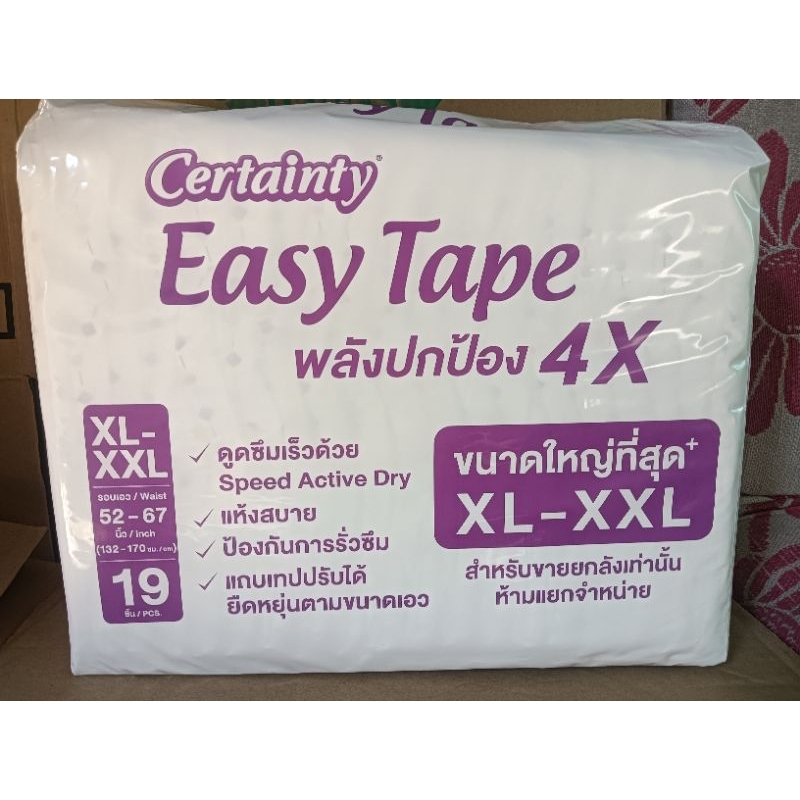 Certainty®
Easy Tape
พลังปกป้อง 4X
XL-
XXL
รอบเอว / Waist
52 – 67
นิ้ว / inch
(132 – 170 ซม./cm)
19
ชิ้น / PCS.
✓ ดูดซึมเร็วด้วย
Speed Active Dry
✓ แห้งสบาย
✓ ป้องกันการรั่วซึม
✓ แถบเทปปรับได้
ยืดหยุ่นตามขนาดเอว
ขนาดใหญ่ที่สุด+
XL–XXL
สำหรับขายยกลังเท่านั้น
ห้ามแยกจำหน่าย